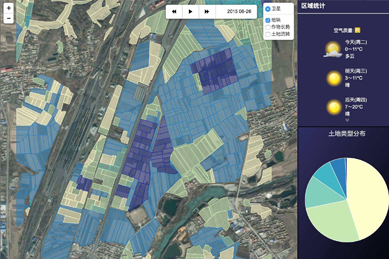 +
−
2015 06-26
卫星
地块
作物长势
土地流转
区域统计
空气质量
今天(周二)
0~11℃
多云
明天(周三)
3~11℃
晴
后天(周四)
7~20℃
晴
土地类型分布